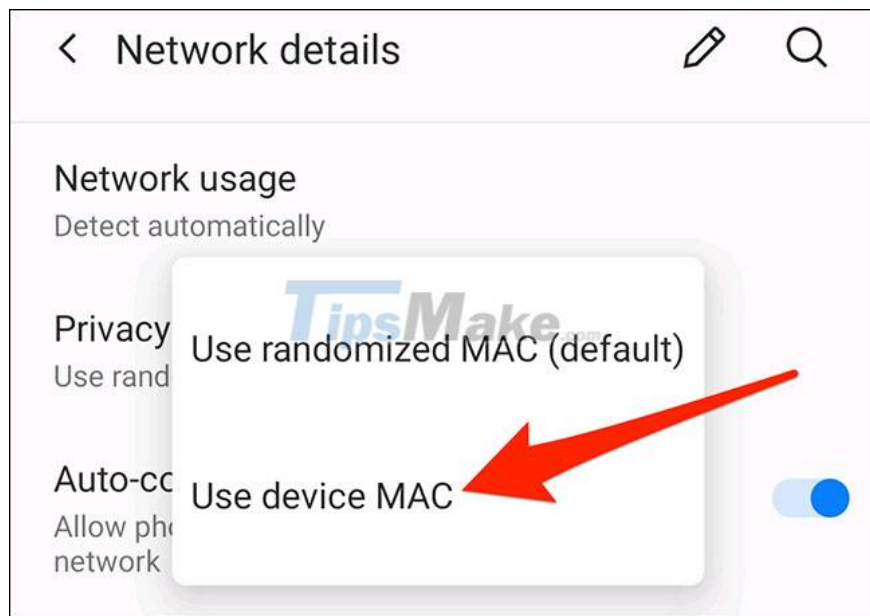 Network details
Network usage
Detect automatically
TipsMake.com
Privacy
Use randomized MAC (default)
Use rand
Auto-co
Use device MAC
Allow pho
network